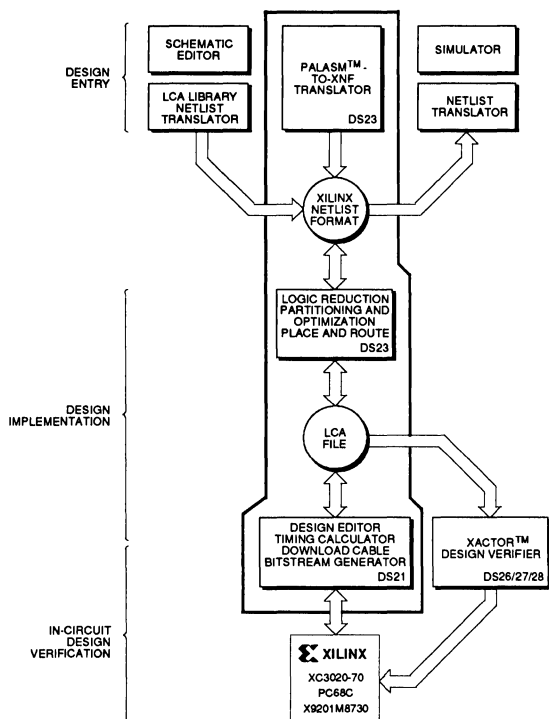 DESIGN
ENTRY
SCHEMATIC
EDITOR
LCA LIBRARY
NETLIST
TRANSLATOR
PALASM™-
TO-XNF
TRANSLATOR
DS23
SIMULATOR
NETLIST
TRANSLATOR
XILINX
NETLIST
FORMAT
LOGIC REDUCTION
PARTITIONING AND
OPTIMIZATION
PLACE AND ROUTE
DS23
DESIGN
IMPLEMENTATION
LCA
FILE
DESIGN EDITOR
TIMING CALCULATOR
DOWNLOAD CABLE
BITSTREAM GENERATOR
DS21
XACTOR™
DESIGN VERIFIER
DS26/27/28
IN-CIRCUIT
DESIGN
VERIFICATION
XILINX
XC3020-70
PC68C
X9201M8730